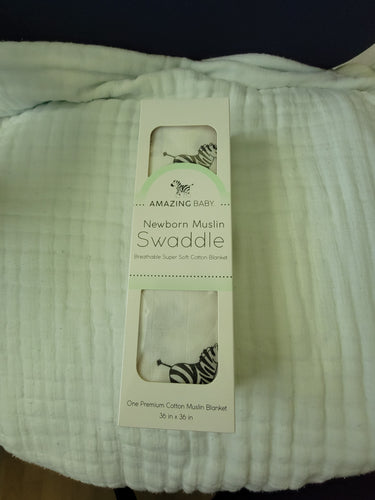 AMAZING BABY
Newborn Muslin
Swaddle
Breathable Super Soft Cotton Blanket
One Premium Cotton Muslin Blanket
36 in x 36 in